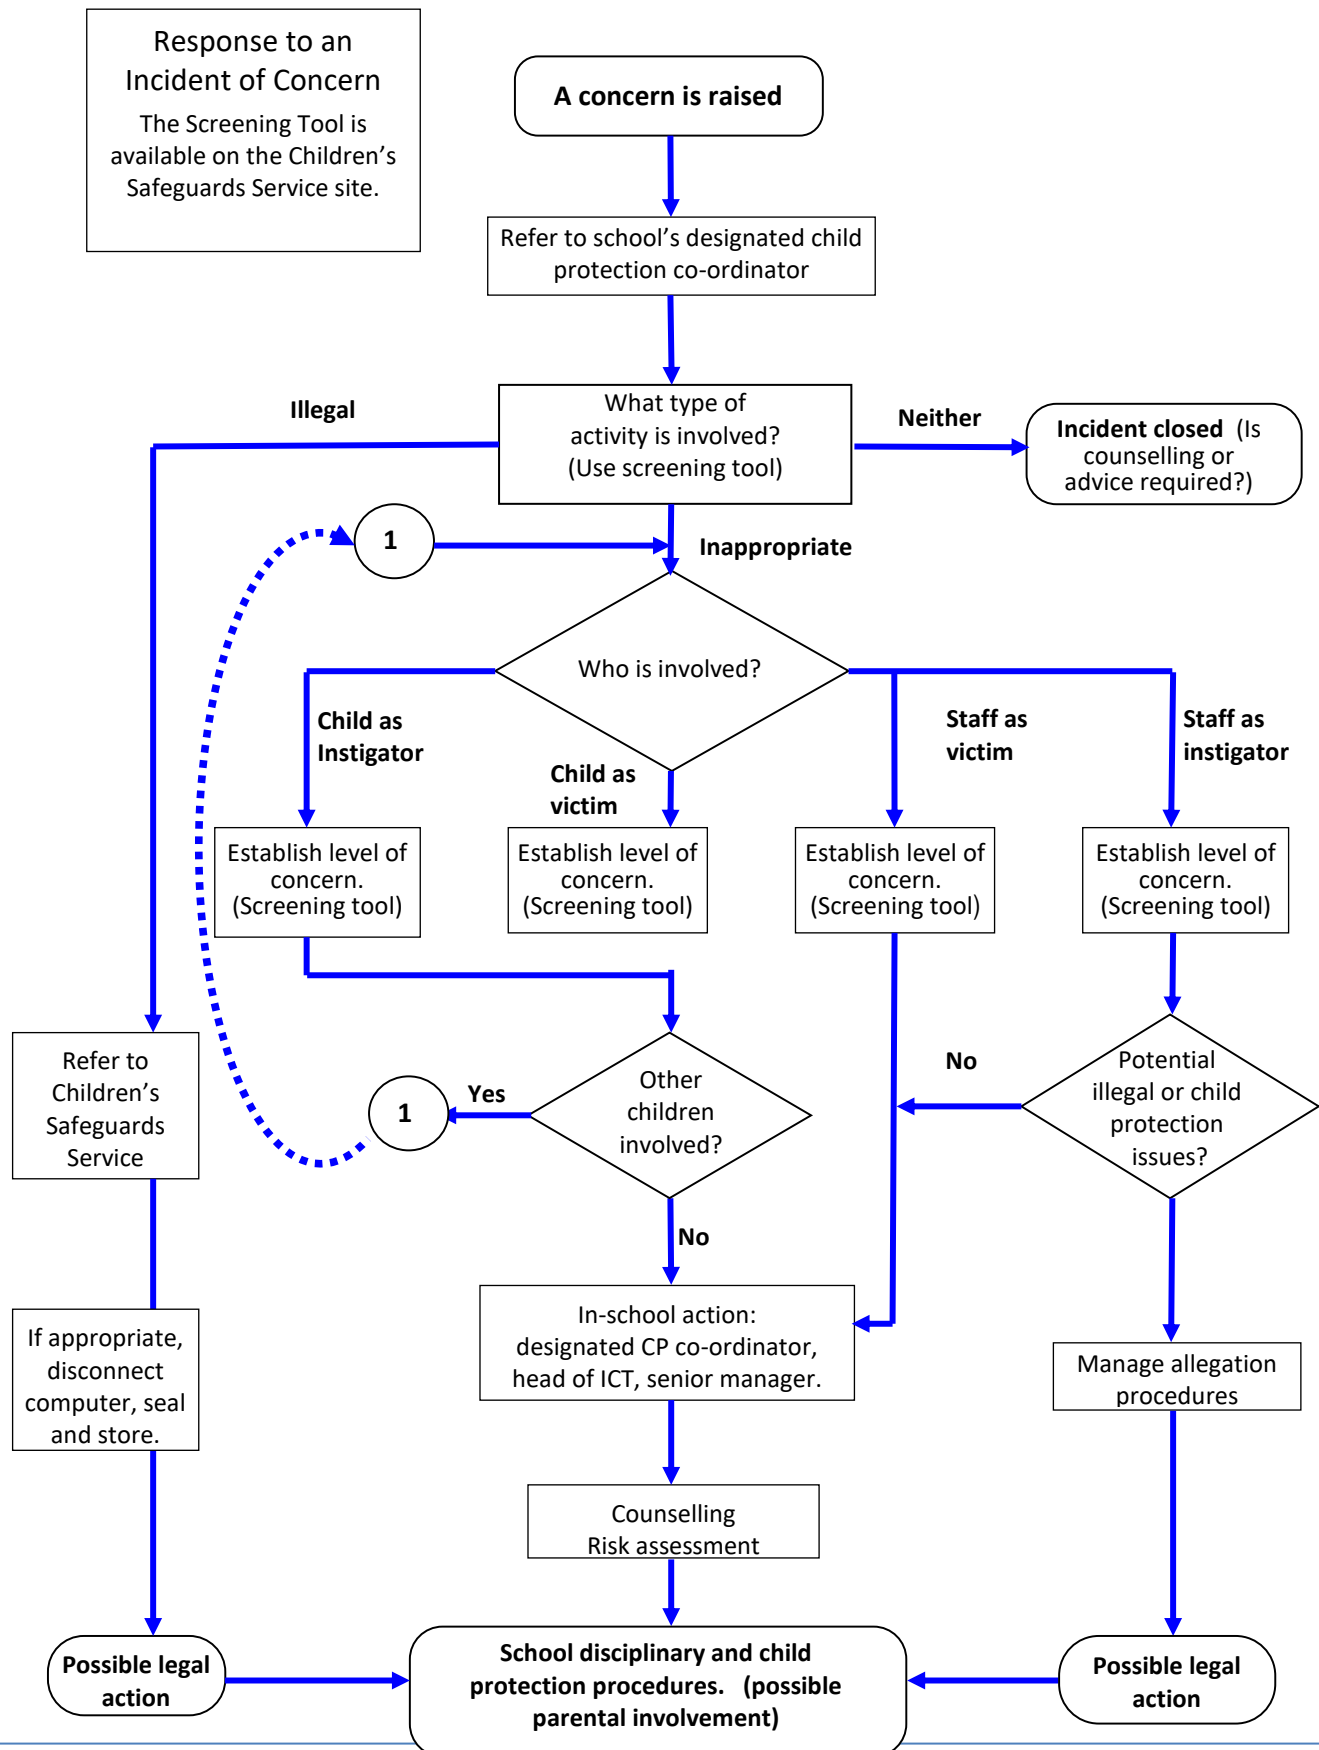 Response to an
Incident of Concern
The Screening Tool is
available on the Children’s
Safeguards Service site.
A concern is raised
Refer to school’s designated child
protection co-ordinator
Illegal
What type of
activity is involved?
(Use screening tool)
Neither
Incident closed (Is
counselling or
advice required?)
1
Inappropriate
Who is involved?
Child as
Instigator
Child as
victim
Staff as
victim
Staff as
instigator
Establish level of
concern.
(Screening tool)
Establish level of
concern.
(Screening tool)
Establish level of
concern.
(Screening tool)
Establish level of
concern.
(Screening tool)
Refer to
Children’s
Safeguards
Service
1
Yes
Other
children
involved?
No
No
Potential
illegal or child
protection
issues?
If appropriate,
disconnect
computer, seal
and store.
In-school action:
designated CP co-ordinator,
head of ICT, senior manager.
Manage allegation
procedures
Counselling
Risk assessment
Possible legal
action
School disciplinary and child
protection procedures. (possible
parental involvement)
Possible legal
action